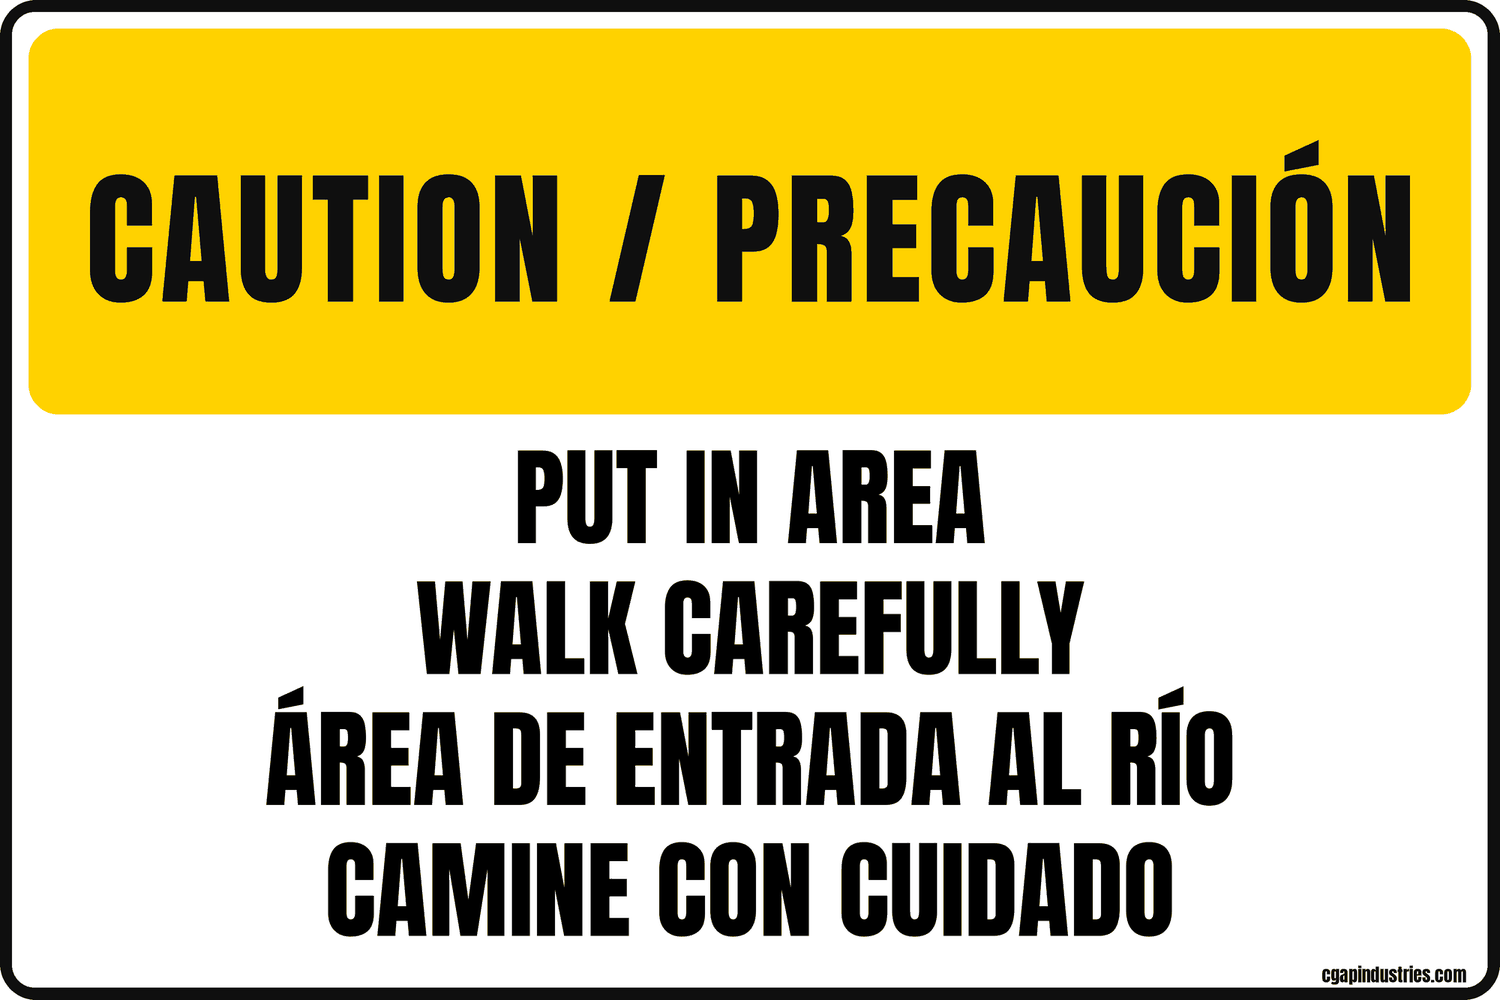 CAUTION / PRECAUCIÓN
PUT IN AREA
WALK CAREFULLY
ÁREA DE ENTRADA AL RÍO
CAMINE CON CUIDADO
cgapindustries.com